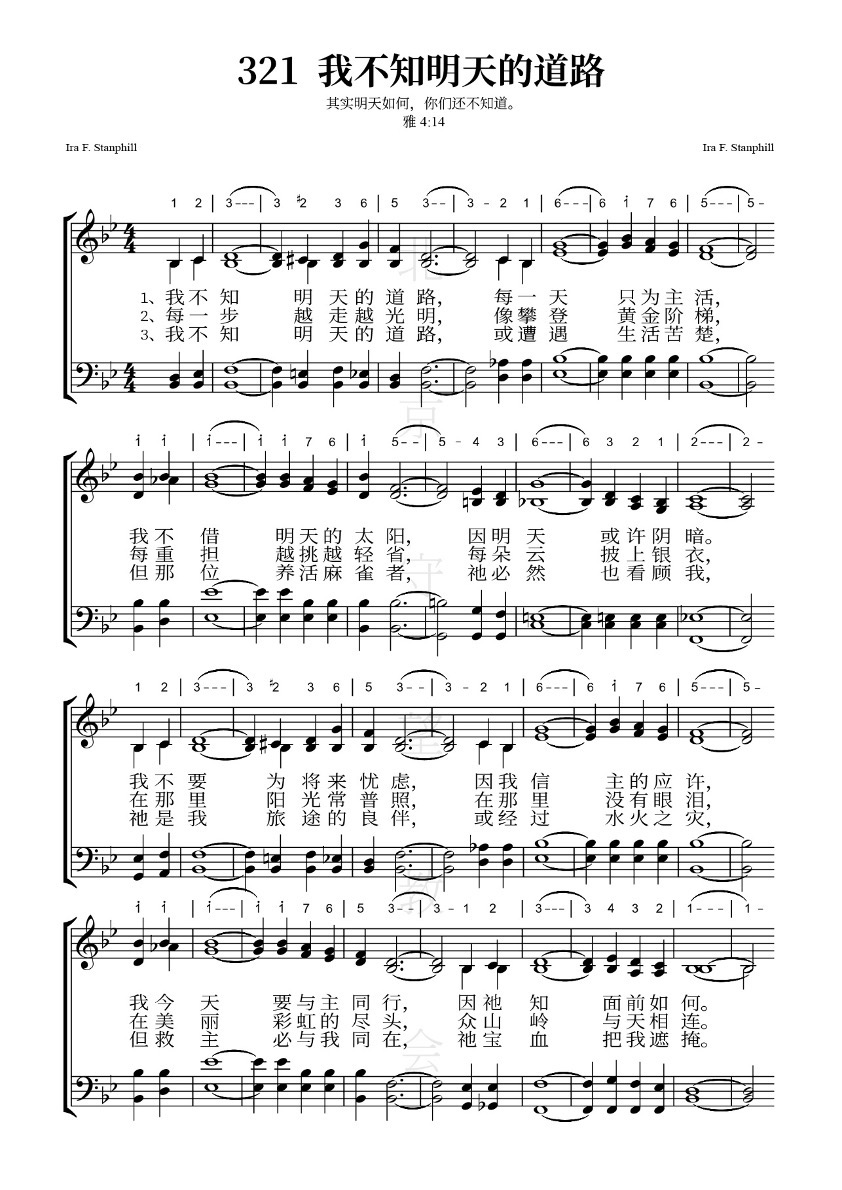 321 我不知明天的道路
其实明天如何，你们还不知道。
雅 4:14
Ira F. Stanphill Ira F. Stanphill
1 2 | 3 - - - | 3 #2 3 6 | 5 3 - - | 3 - 2 1 | 6 - - - | 6 i 7 6 | 5 - - - | 5 -
1、我不知 明天的道路， 每一天 只为主活，
2、每一步 越走越光明， 像攀登 黄金阶梯，
3、我不知 明天的道路， 或遭遇 生活苦楚，
i i | i - - - | i i 7 6 | i 5 - - | 5 - 4 3 | 6 - - - | 6 3 2 1 | 2 - - - | 2 -
我不借 明天的太阳， 因明天 或许阴暗。
每重担 越挑越轻省， 每朵云 披上银衣，
但那位 养活麻雀者， 祂必然 也看顾我，
1 2 | 3 - - - | 3 #2 3 6 | 5 3 - - | 3 - 2 1 | 6 - - - | 6 i 7 6 | 5 - - - | 5 -
我不要 为将来忧虑， 因我信 主的应许，
在那里 阳光常普照， 在那里 没有眼泪，
祂是我 旅途的良伴， 或经过 水火之灾，
i i | i - - - | i i 7 6 | 5 3 - - | 3 - 1 2 | 3 - - - | 3 4 3 2 | 1 - - - | 1 -
我今天 要与主同行， 因祂知 面前如何。
在美丽 彩虹的尽头， 众山岭 与天相连。
但救主 必与我同在， 祂宝血 把我遮掩。
北京守望教会